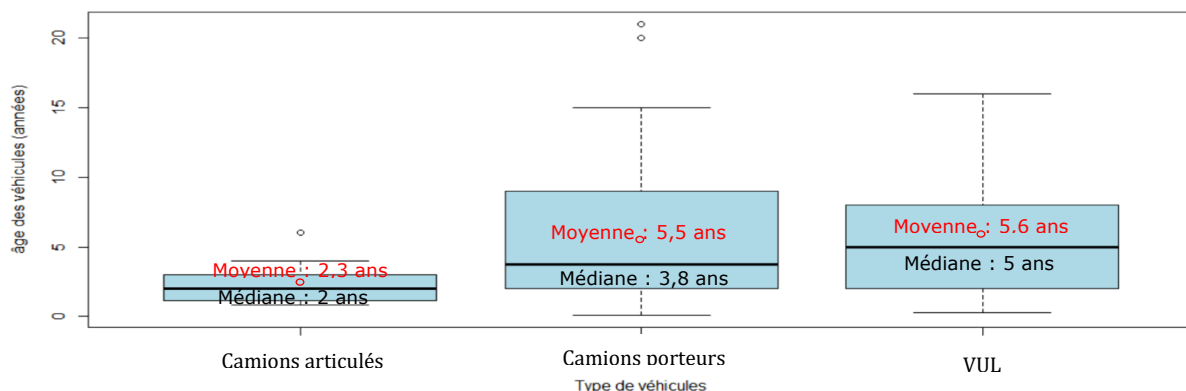 âge des véhicules (années)
20
15
10
5
0
Moyenne : 2,3 ans
Médiane : 2 ans
Moyenne : 5,5 ans
Médiane : 3,8 ans
Moyenne : 5.6 ans
Médiane : 5 ans
Camions articulés
Camions porteurs
VUL
Type de véhicules